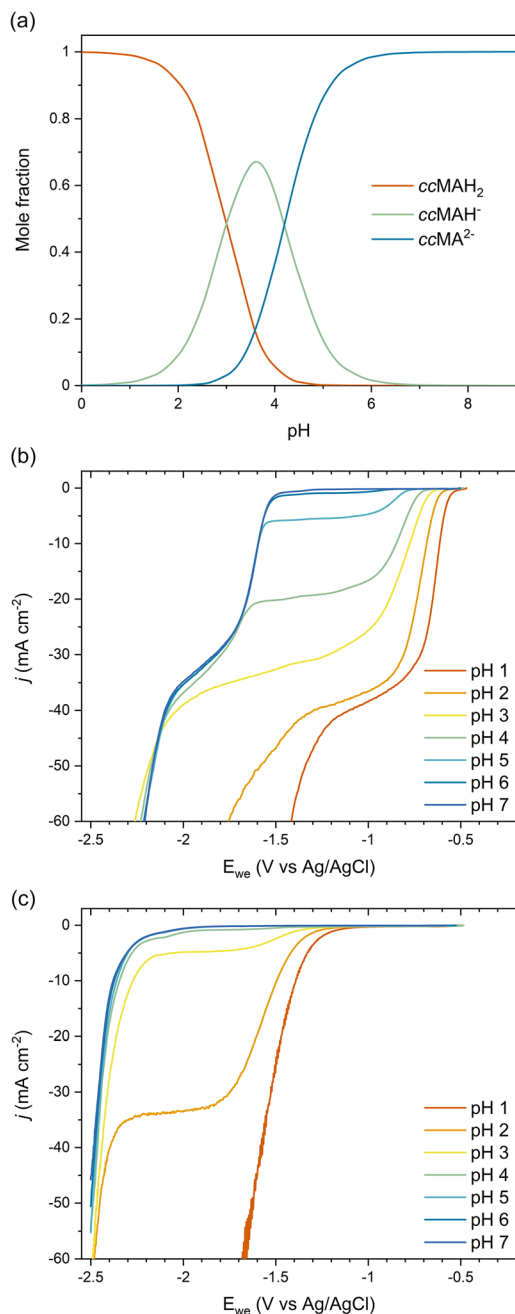 (a)
1
0.8
0.6
0.4
0.2
0
Mole fraction
ccMAH2
ccMAH-
ccMA2-
0 2 4 6 8
pH
(b)
0
-10
-20
-30
-40
-50
-60
j (mA cm-2)
pH 1
pH 2
pH 3
pH 4
pH 5
pH 6
pH 7
-2.5 -2 -1.5 -1 -0.5
Ewe (V vs Ag/AgCl)
(c)
0
-10
-20
-30
-40
-50
-60
j (mA cm-2)
pH 1
pH 2
pH 3
pH 4
pH 5
pH 6
pH 7
-2.5 -2 -1.5 -1 -0.5
Ewe (V vs Ag/AgCl)